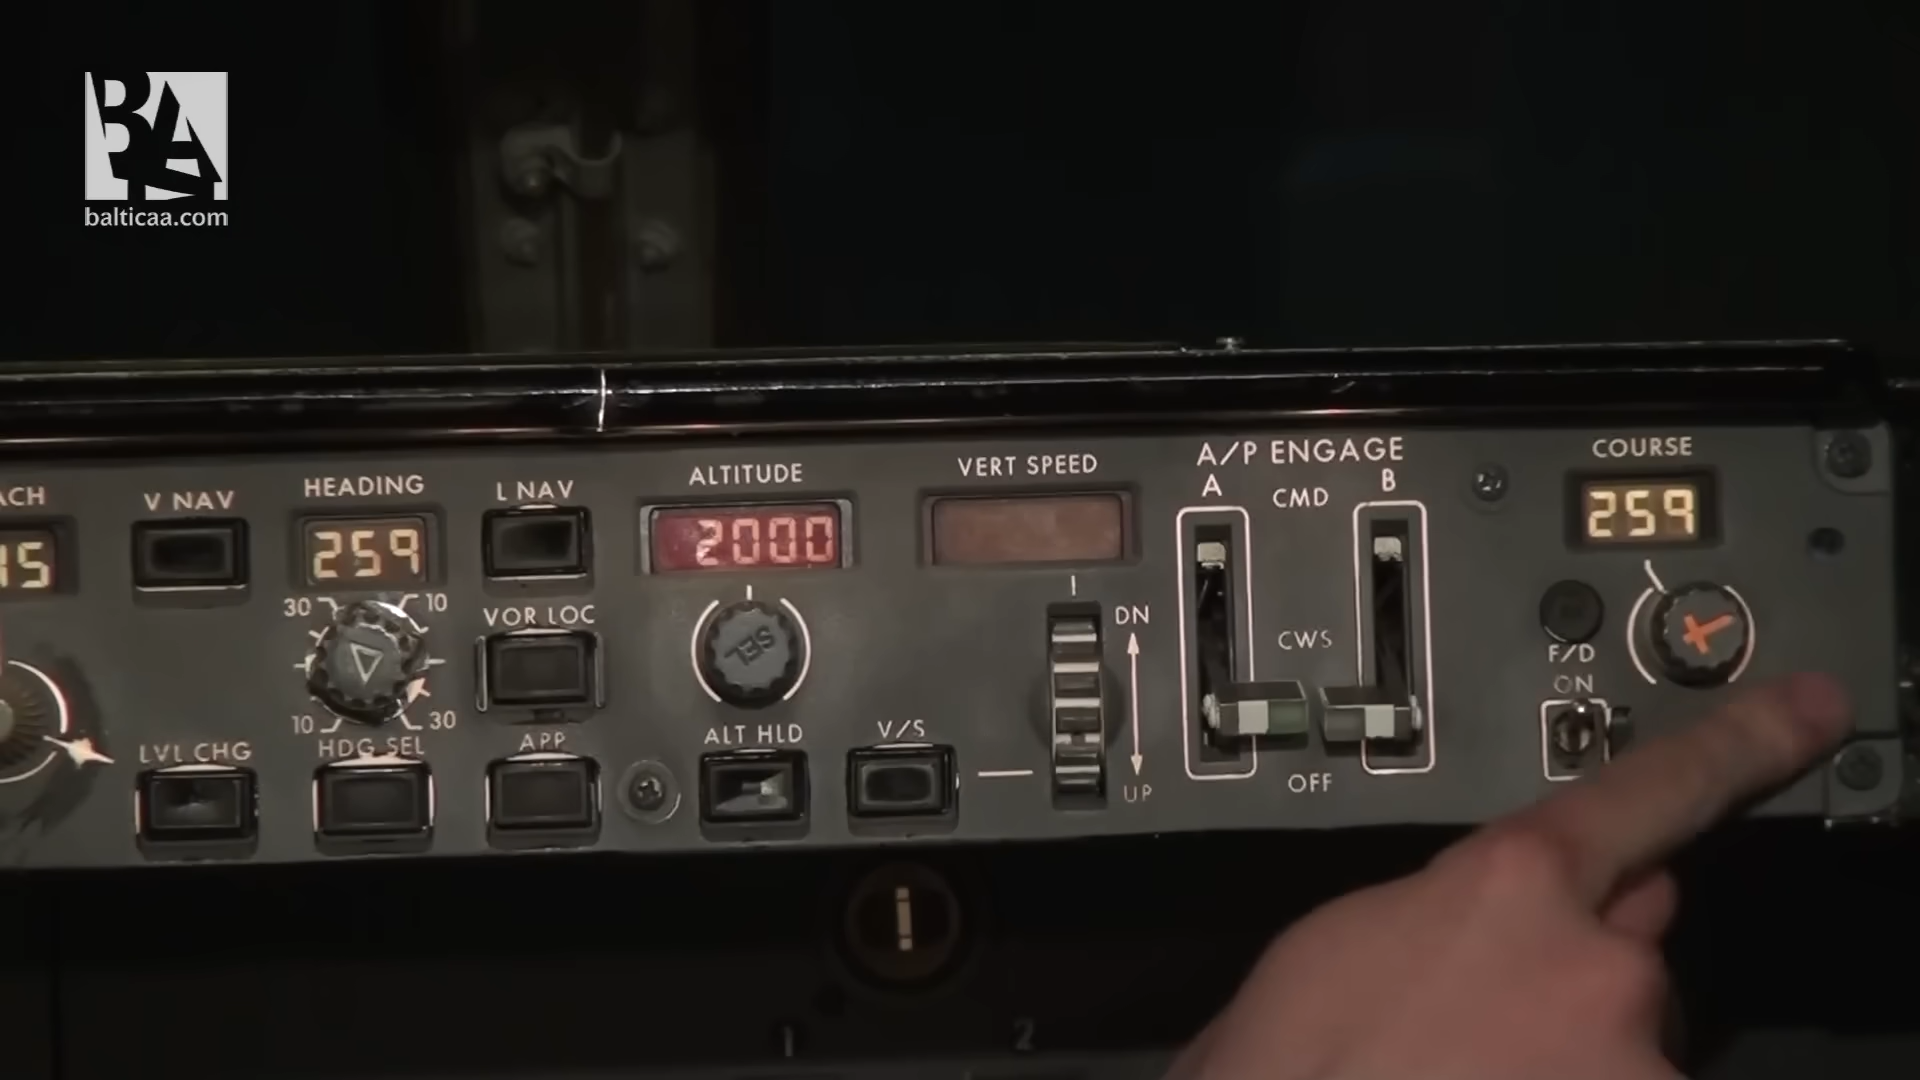 BAA
balticaa.com
ACH
15
V NAV
HEADING
259
30
10
10
30
L NAV
VOR LOC
LVL CHG
HDG SEL
APP
ALTITUDE
2000
SEL
ALT HLD
V/S
VERT SPEED
DN
UP
A/P ENGAGE
A
CMD
B
CWS
OFF
COURSE
259
F/D
ON
1
2